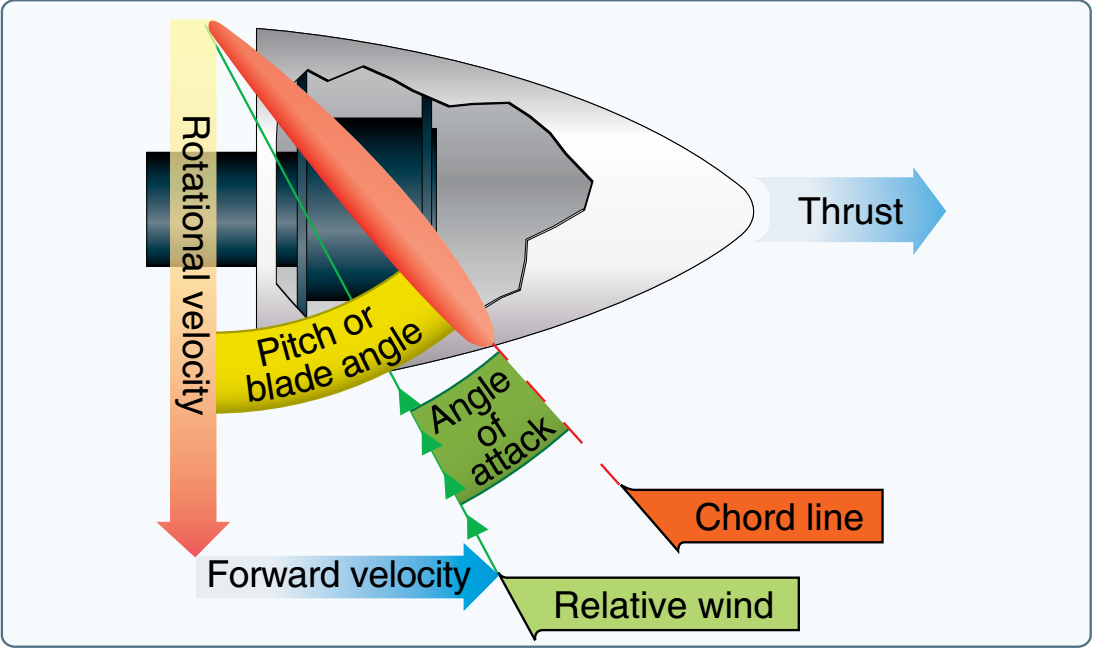 Rotational velocity
Thrust
Pitch or
blade angle
Angle
of
attack
Chord line
Forward velocity
Relative wind